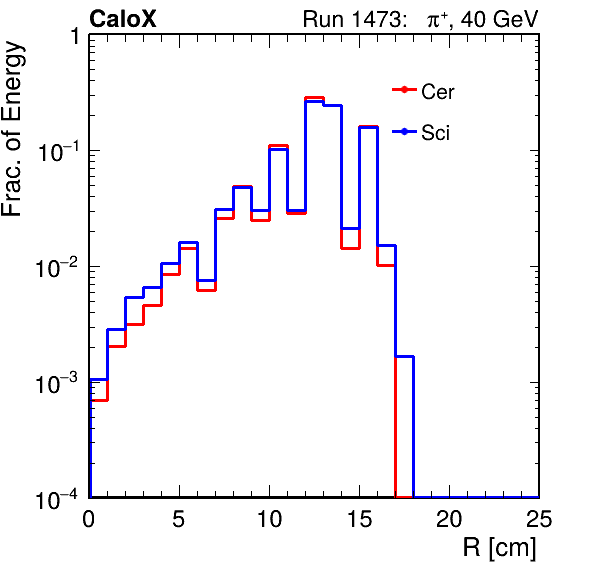 CaloX Run 1473: π⁺, 40 GeV
Frac. of Energy
1
10⁻¹
10⁻²
10⁻³
10⁻⁴
Cer
Sci
0 5 10 15 20 25
R [cm]